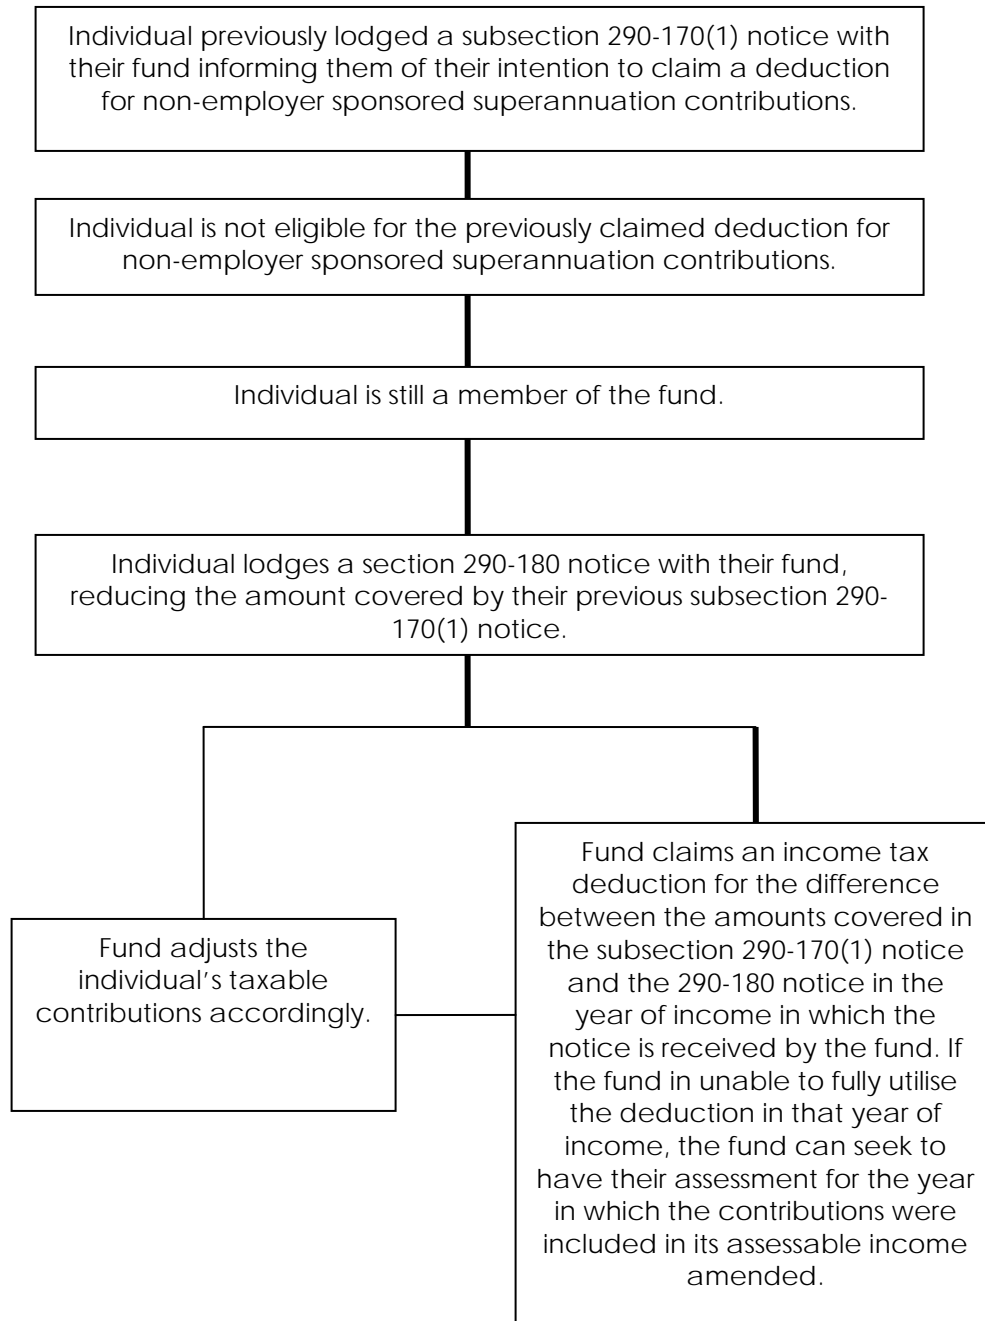 Individual previously lodged a subsection 290-170(1) notice with
their fund informing them of their intention to claim a deduction
for non-employer sponsored superannuation contributions.
Individual is not eligible for the previously claimed deduction for
non-employer sponsored superannuation contributions.
Individual is still a member of the fund.
Individual lodges a section 290-180 notice with their fund,
reducing the amount covered by their previous subsection 290-
170(1) notice.
Fund adjusts the
individual's taxable
contributions accordingly.
Fund claims an income tax
deduction for the difference
between the amounts covered in
the subsection 290-170(1) notice
and the 290-180 notice in the
year of income in which the
notice is received by the fund. If
the fund in unable to fully utilise
the deduction in that year of
income, the fund can seek to
have their assessment for the year
in which the contributions were
included in its assessable income
amended.